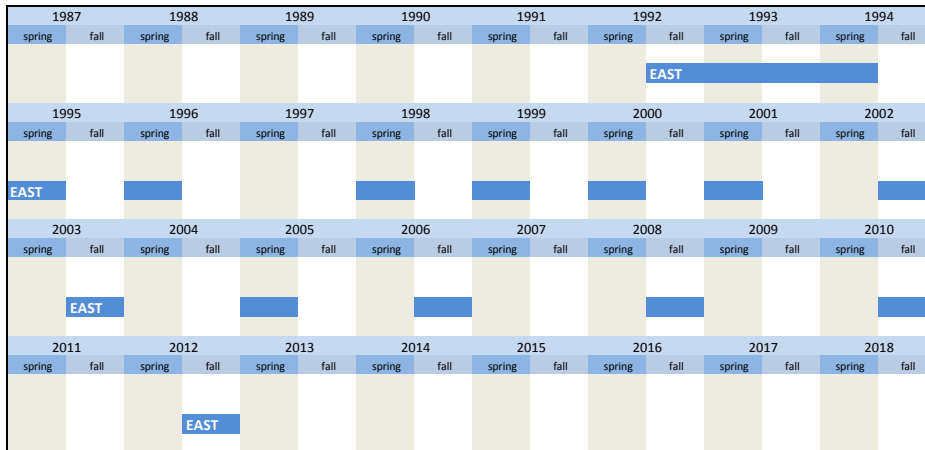 1987 1988 1989 1990 1991 1992 1993 1994
spring fall spring fall spring fall spring fall spring fall spring fall spring fall spring fall
EAST
1995 1996 1997 1998 1999 2000 2001 2002
spring fall spring fall spring fall spring fall spring fall spring fall spring fall spring fall
EAST
2003 2004 2005 2006 2007 2008 2009 2010
spring fall spring fall spring fall spring fall spring fall spring fall spring fall spring fall
EAST
2011 2012 2013 2014 2015 2016 2017 2018
spring fall spring fall spring fall spring fall spring fall spring fall spring fall spring fall
EAST